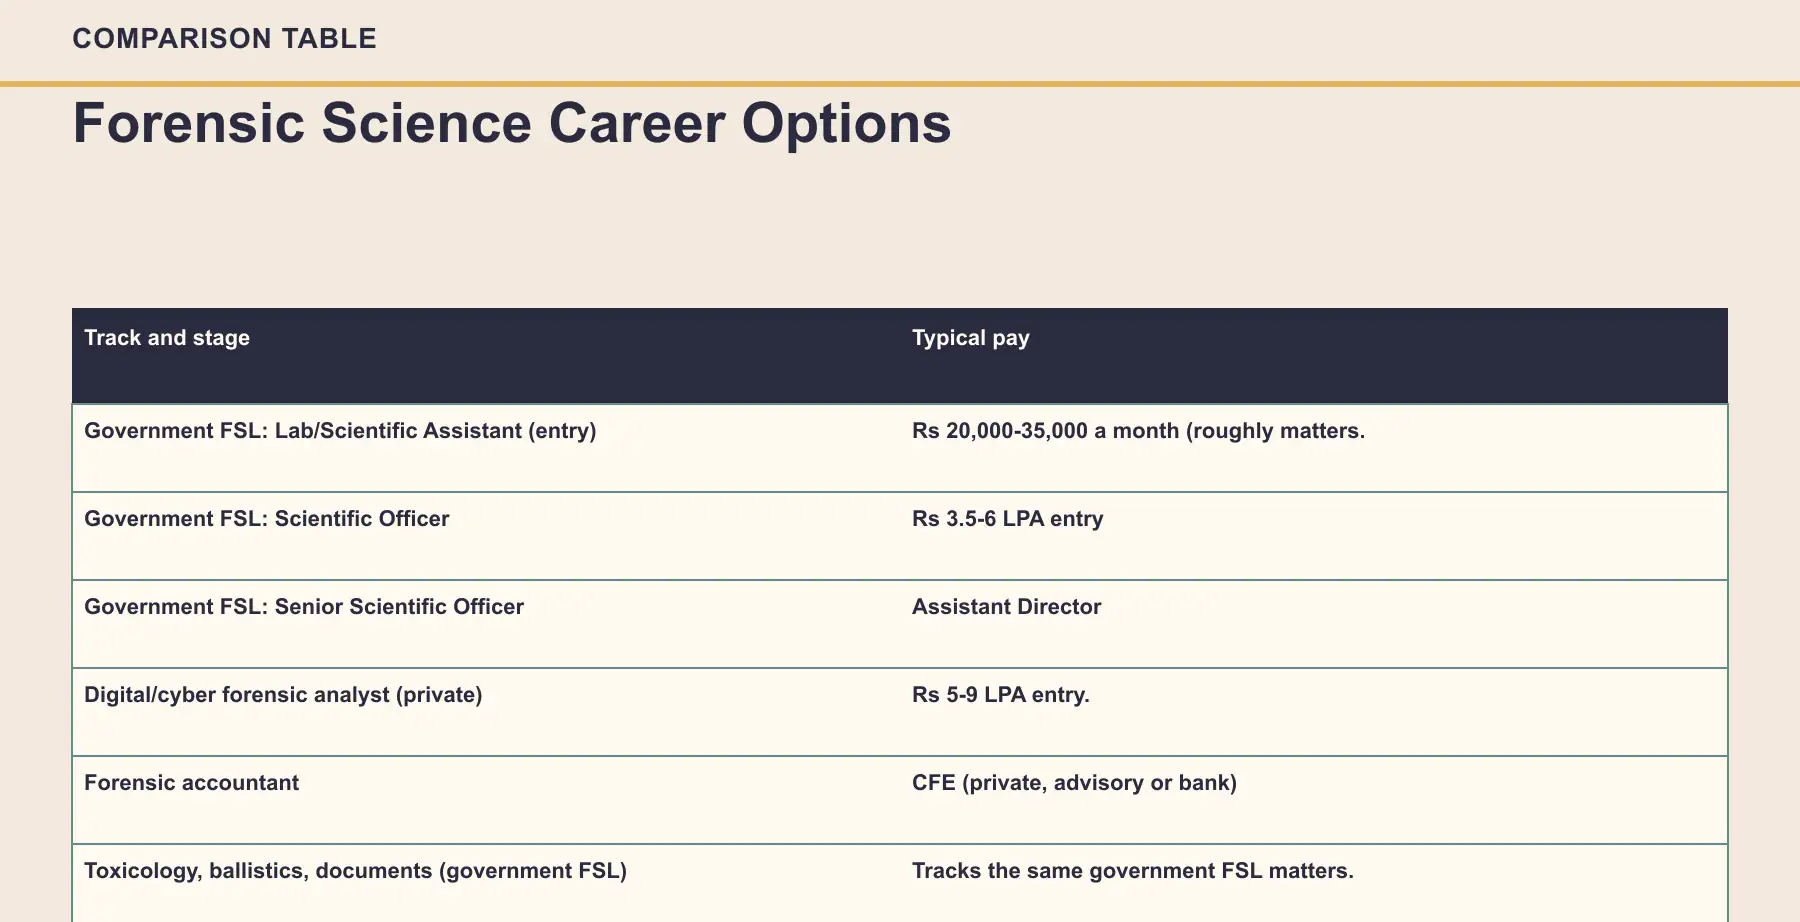 COMPARISON TABLE
Forensic Science Career Options
Track and stage Typical pay
Government FSL: Lab/Scientific Assistant (entry) Rs 20,000-35,000 a month (roughly matters.
Government FSL: Scientific Officer Rs 3.5-6 LPA entry
Government FSL: Senior Scientific Officer Assistant Director
Digital/cyber forensic analyst (private) Rs 5-9 LPA entry.
Forensic accountant CFE (private, advisory or bank)
Toxicology, ballistics, documents (government FSL) Tracks the same government FSL matters.